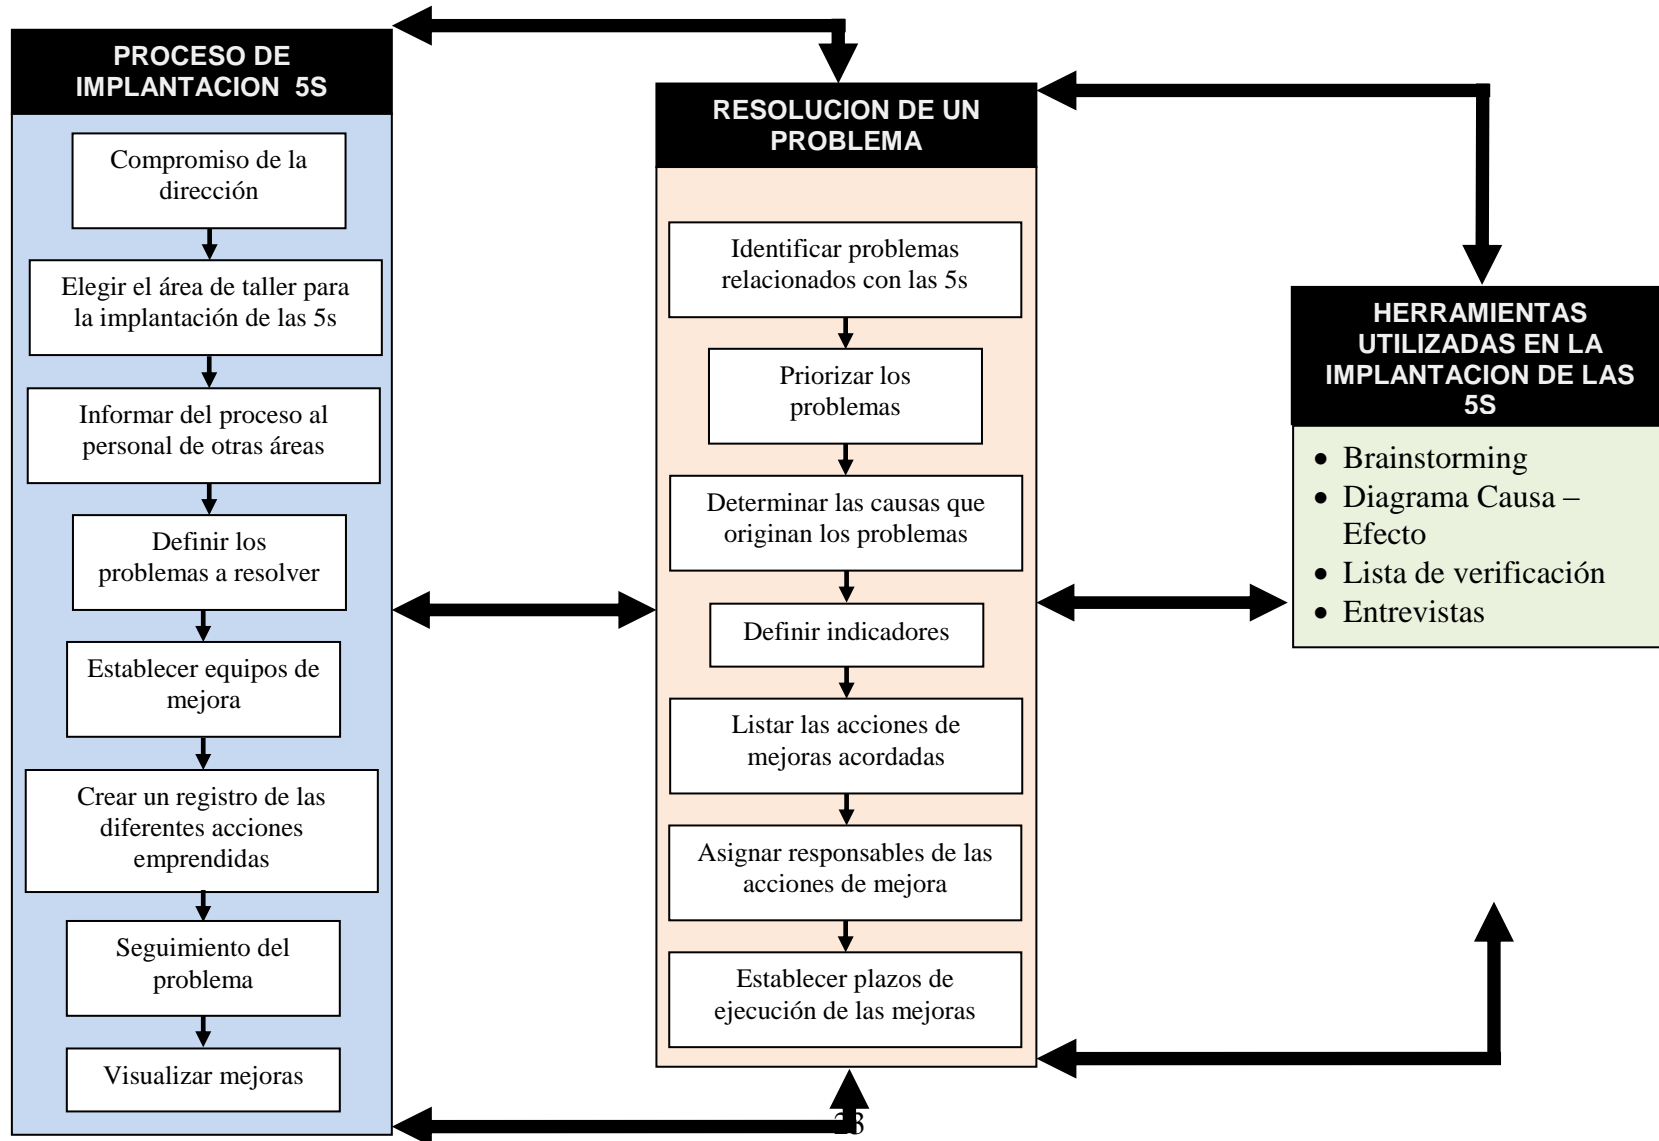 PROCESO DE
IMPLANTACION 5S
Compromiso de la
dirección
Elegir el área de taller para
la implantación de las 5s
Informar del proceso al
personal de otras áreas
Definir los
problemas a resolver
Establecer equipos de
mejora
Crear un registro de las
diferentes acciones
emprendidas
Seguimiento del
problema
Visualizar mejoras
RESOLUCION DE UN
PROBLEMA
Identificar problemas
relacionados con las 5s
Priorizar los
problemas
Determinar las causas que
originan los problemas
Definir indicadores
Listar las acciones de
mejoras acordadas
Asignar responsables de las
acciones de mejora
Establecer plazos de
ejecución de las mejoras
HERRAMIENTAS
UTILIZADAS EN LA
IMPLANTACION DE LAS
5S
• Brainstorming
• Diagrama Causa –
Efecto
• Lista de verificación
• Entrevistas